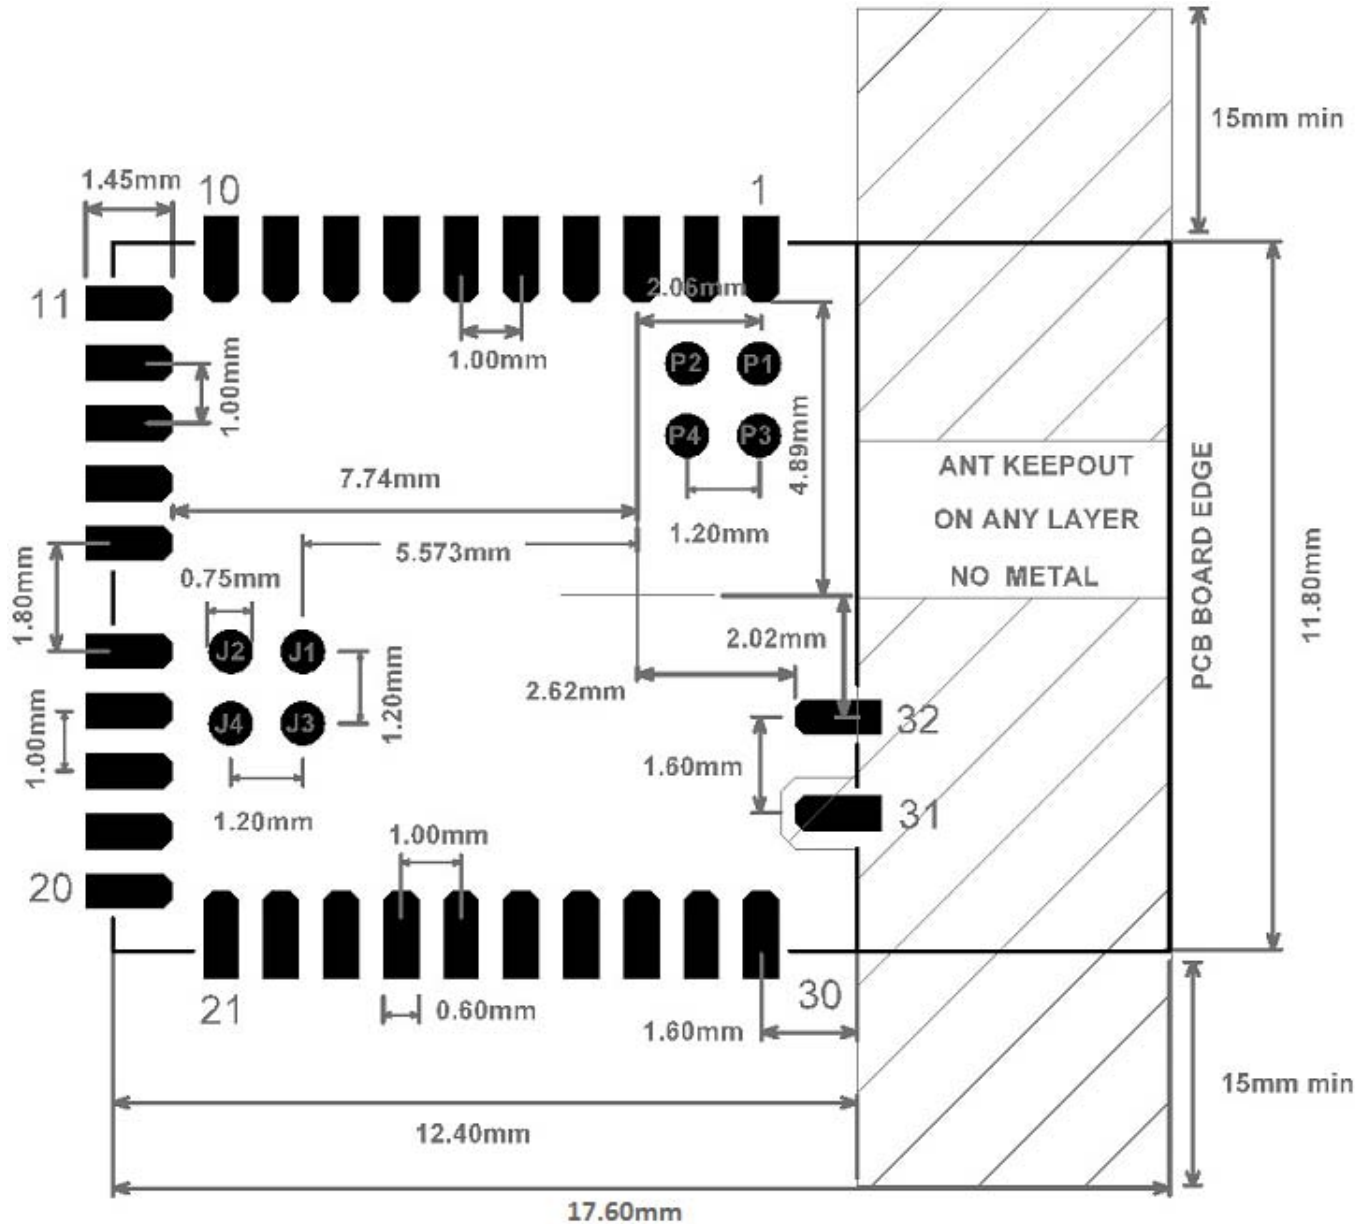 15mm min
1.45mm
10
1
11
2.06mm
1.00mm
1.00mm
P2
P1
P4
P3
4.89mm
7.74mm
1.20mm
ANT KEEPOUT
ON ANY LAYER
NO METAL
PCB BOARD EDGE
11.80mm
5.573mm
0.75mm
1.80mm
J2
J1
2.02mm
2.62mm
1.20mm
J4
J3
32
1.00mm
1.60mm
1.20mm
1.00mm
31
20
21
0.60mm
30
1.60mm
15mm min
12.40mm
17.60mm